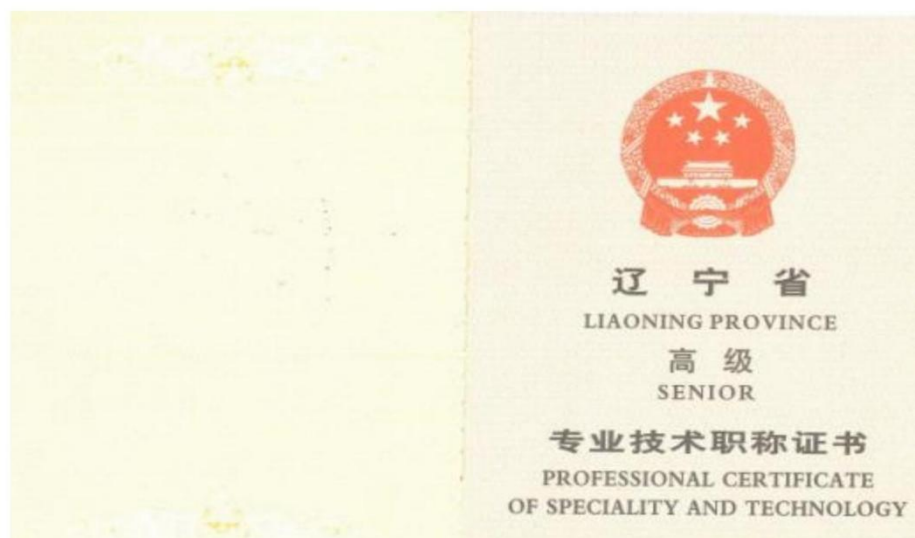 辽宁省
LIAONING PROVINCE
高级
SENIOR
专业技术职称证书
PROFESSIONAL CERTIFICATE
OF SPECIALITY AND TECHNOLOGY